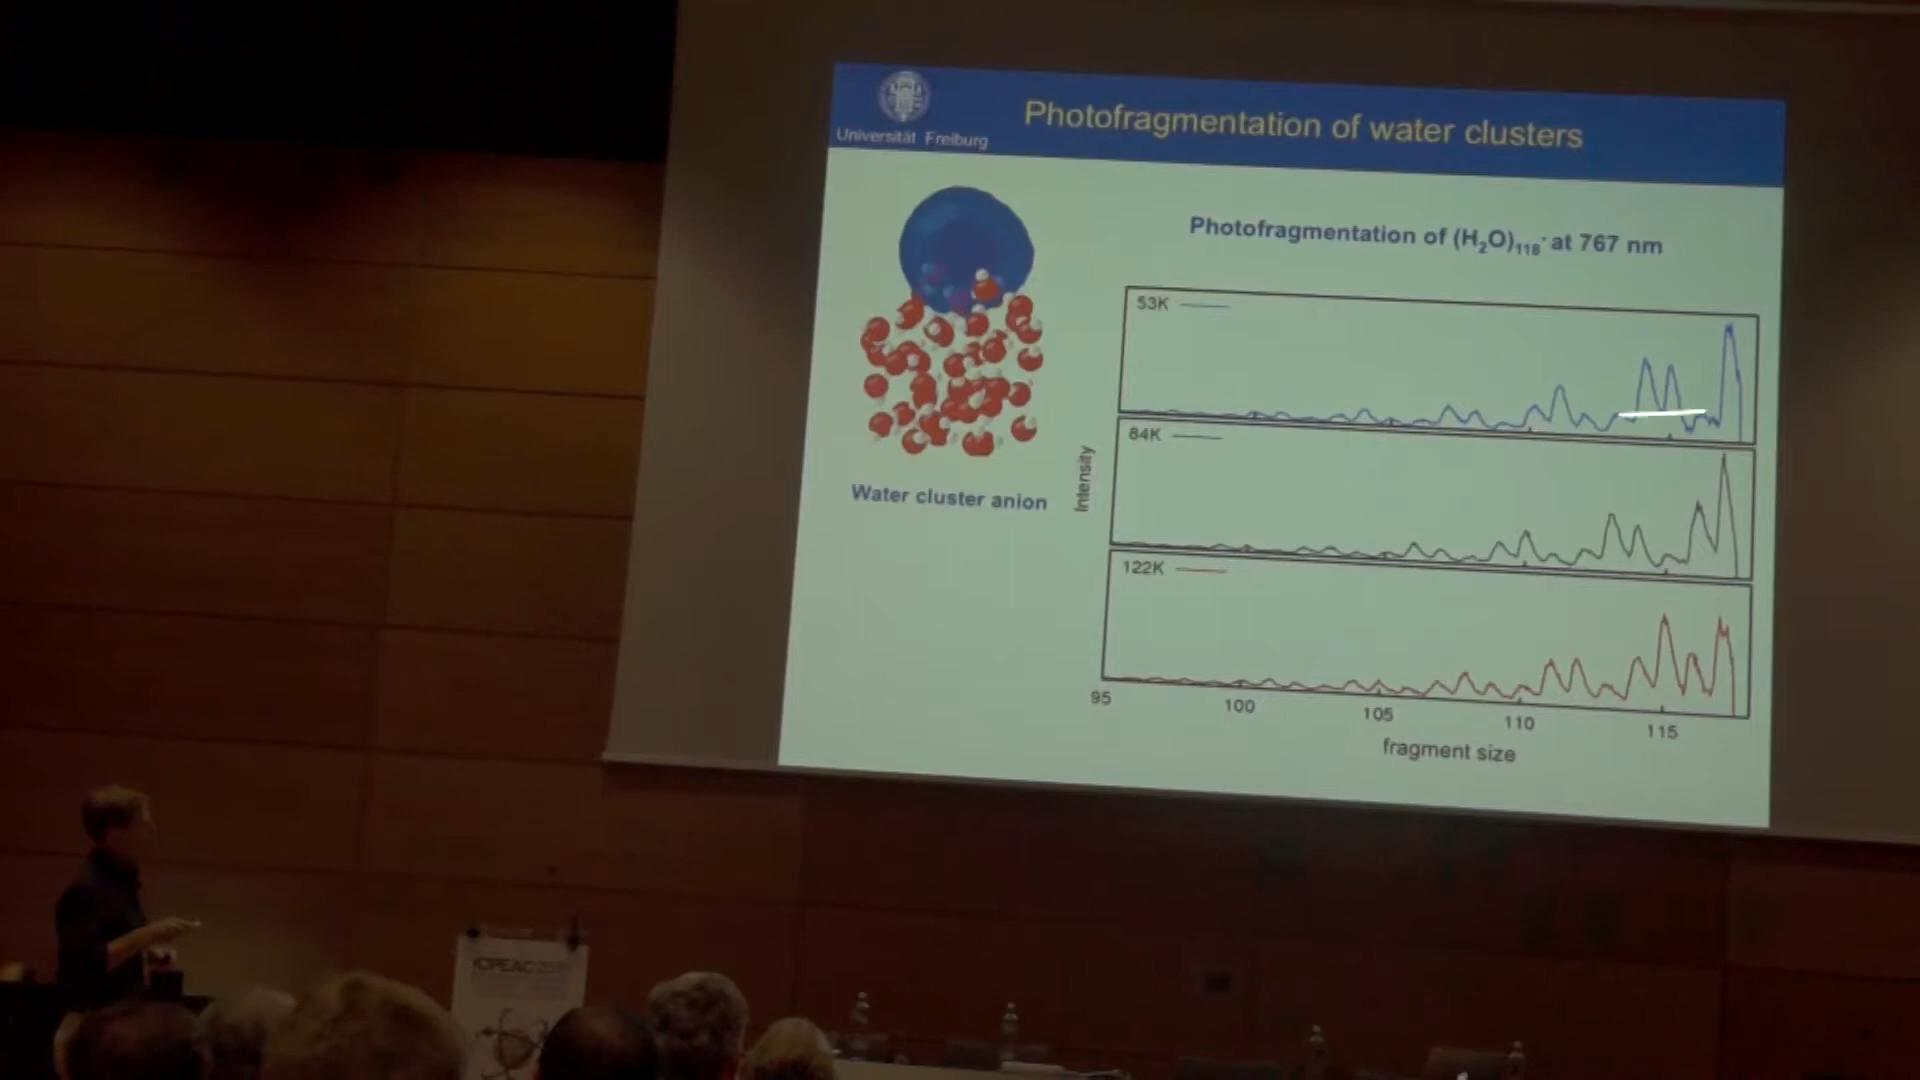 Universität Freiburg
Photofragmentation of water clusters
Photofragmentation of (H₂O)₁₁₈⁻ at 767 nm
53K
84K
Water cluster anion
Intensity
122K
95 100 105 110 115
fragment size
ICPEAC